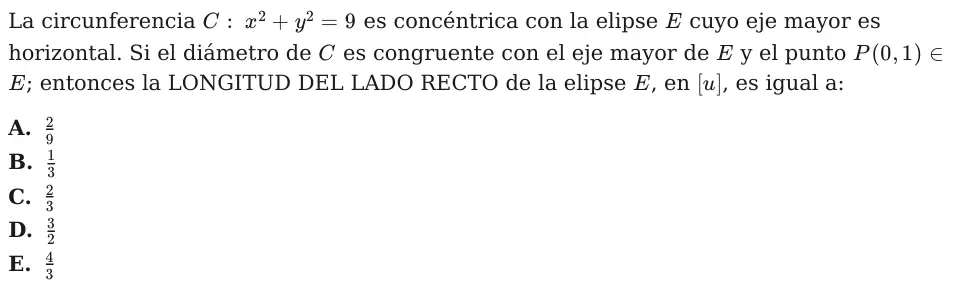 La circunferencia C : x² + y² = 9 es concéntrica con la elipse E cuyo eje mayor es
horizontal. Si el diámetro de C es congruente con el eje mayor de E y el punto P(0, 1) ∈
E; entonces la LONGITUD DEL LADO RECTO de la elipse E, en [u], es igual a:
A. 2/9
B. 1/3
C. 2/3
D. 3/2
E. 4/3